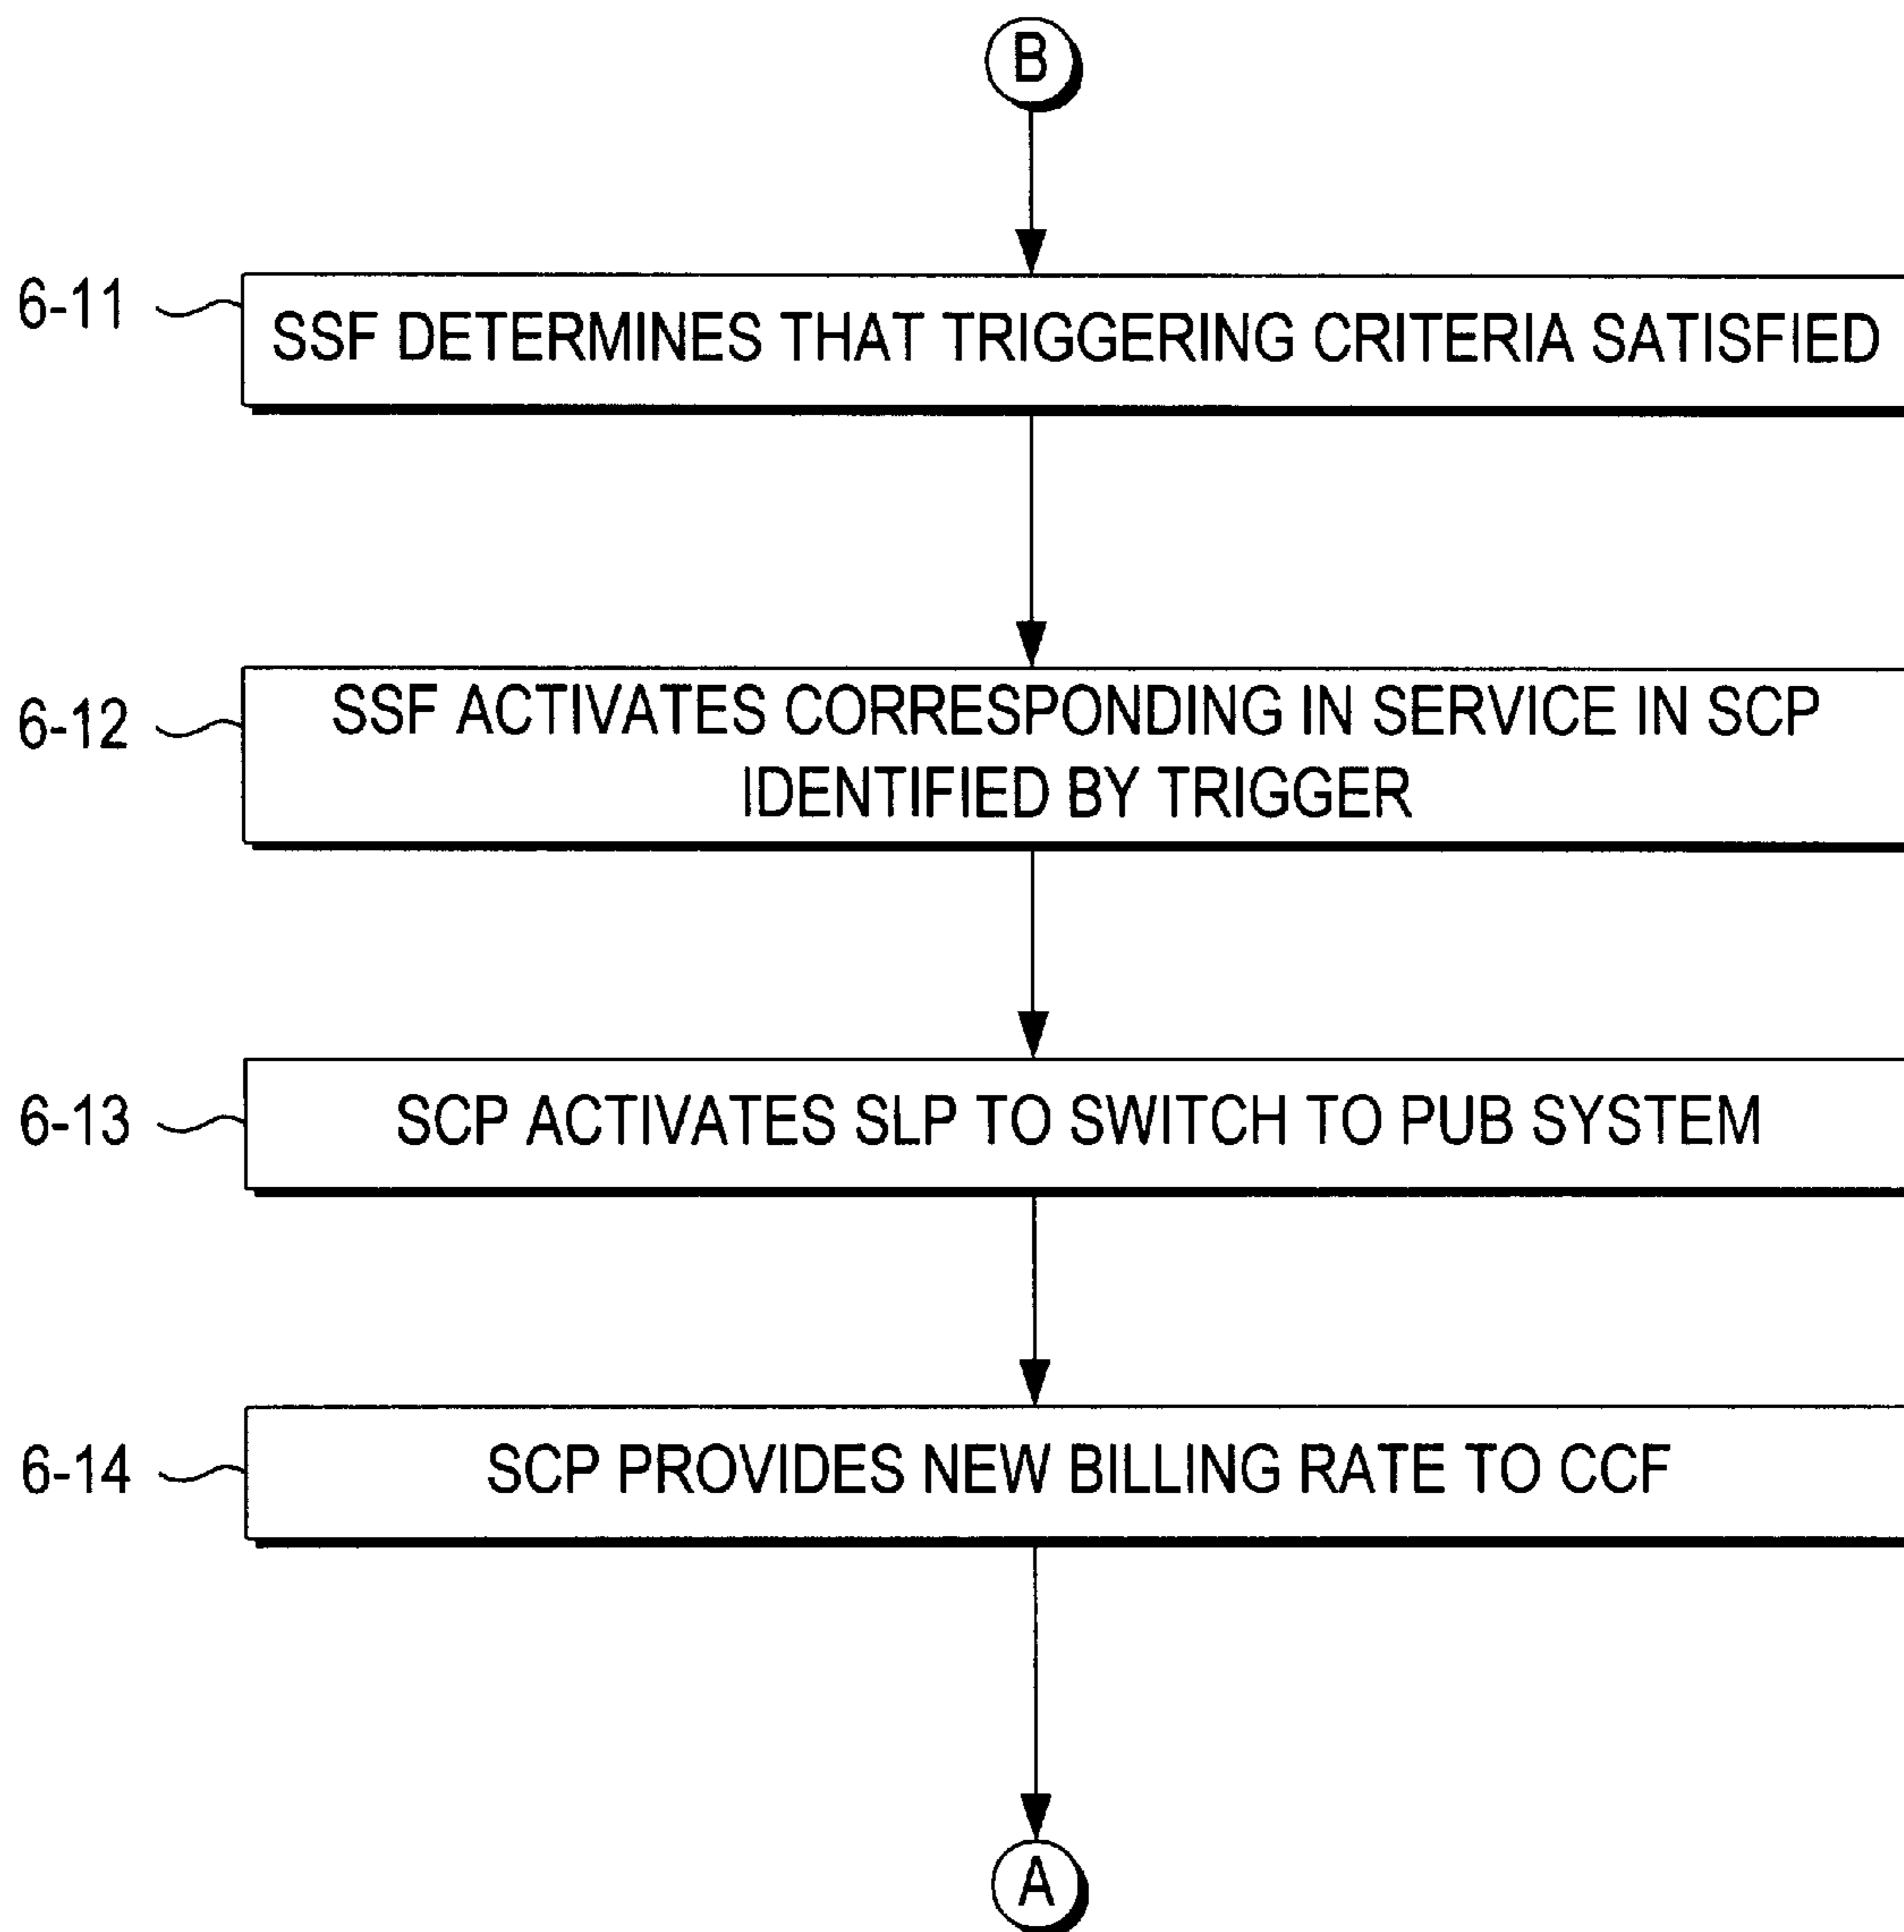 B
6-11
SSF DETERMINES THAT TRIGGERING CRITERIA SATISFIED
6-12
SSF ACTIVATES CORRESPONDING IN SERVICE IN SCP
IDENTIFIED BY TRIGGER
6-13
SCP ACTIVATES SLP TO SWITCH TO PUB SYSTEM
6-14
SCP PROVIDES NEW BILLING RATE TO CCF
A